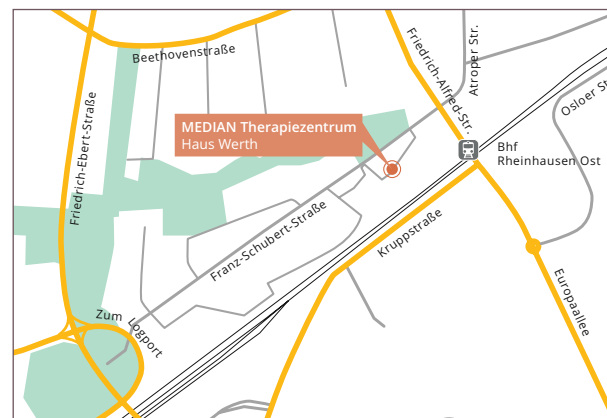 Beethovenstraße
Friedrich-Ebert-Straße
Friedrich-Alfred-Str.
Atroper Str.
Osloer St
MEDIAN Therapiezentrum
Haus Werth
Bhf
Rheinhausen Ost
Franz-Schubert-Straße
Kruppstraße
Europaallee
Zum Logport